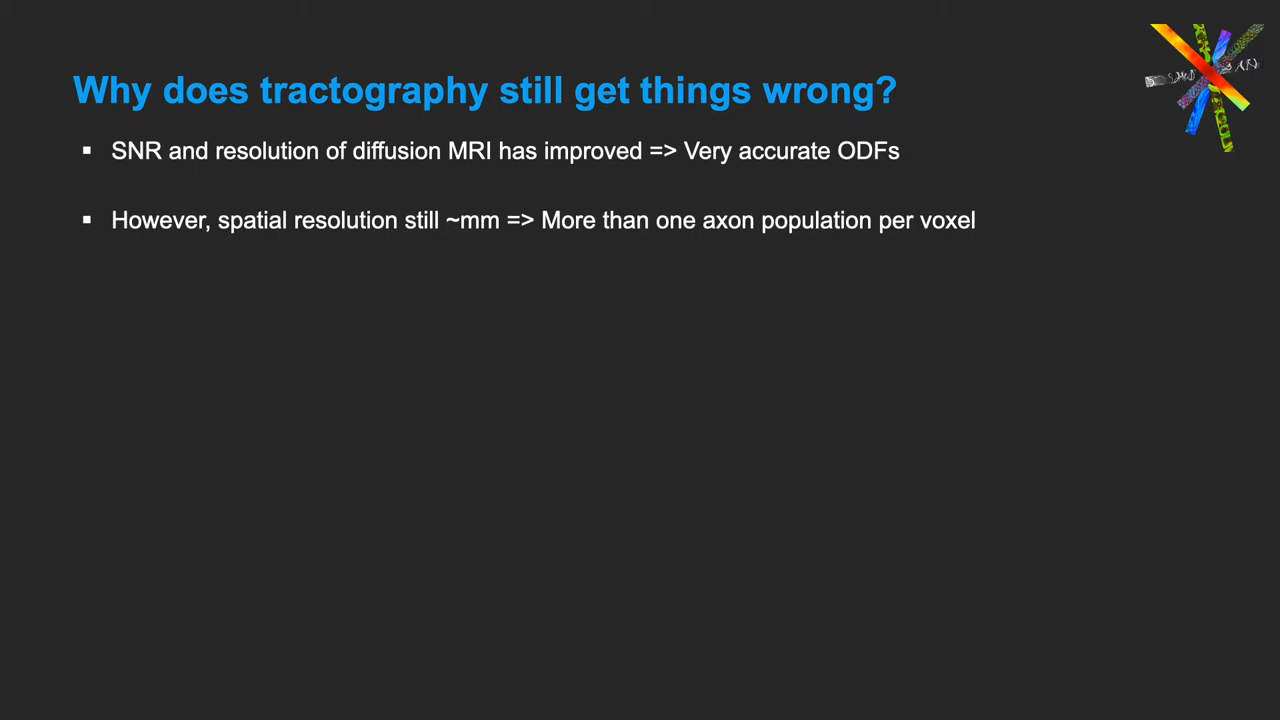 Why does tractography still get things wrong?
▪ SNR and resolution of diffusion MRI has improved => Very accurate ODFs
▪ However, spatial resolution still ~mm => More than one axon population per voxel